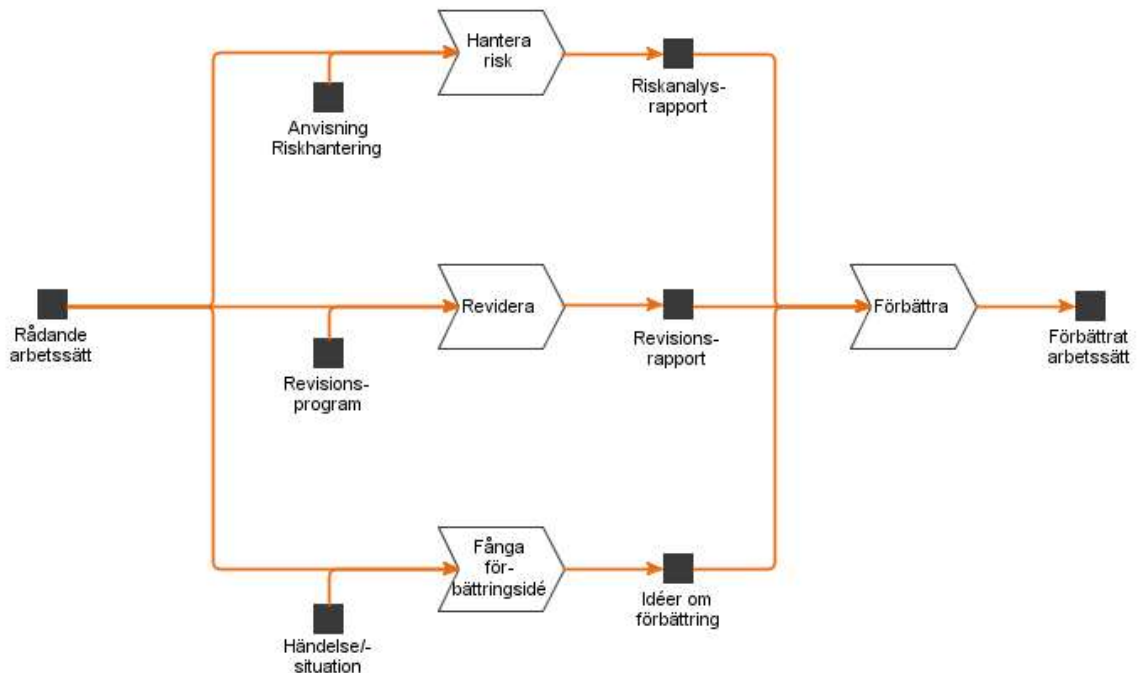 Hantera
risk
Riskanalys-
rapport
Anvisning
Riskhantering
Rådande
arbetssätt
Revidera
Revisions-
rapport
Revisions-
program
Förbättra
Förbättrat
arbetssätt
Fånga
för-
bättringsidé
Idéer om
förbättring
Händelse/-
situation